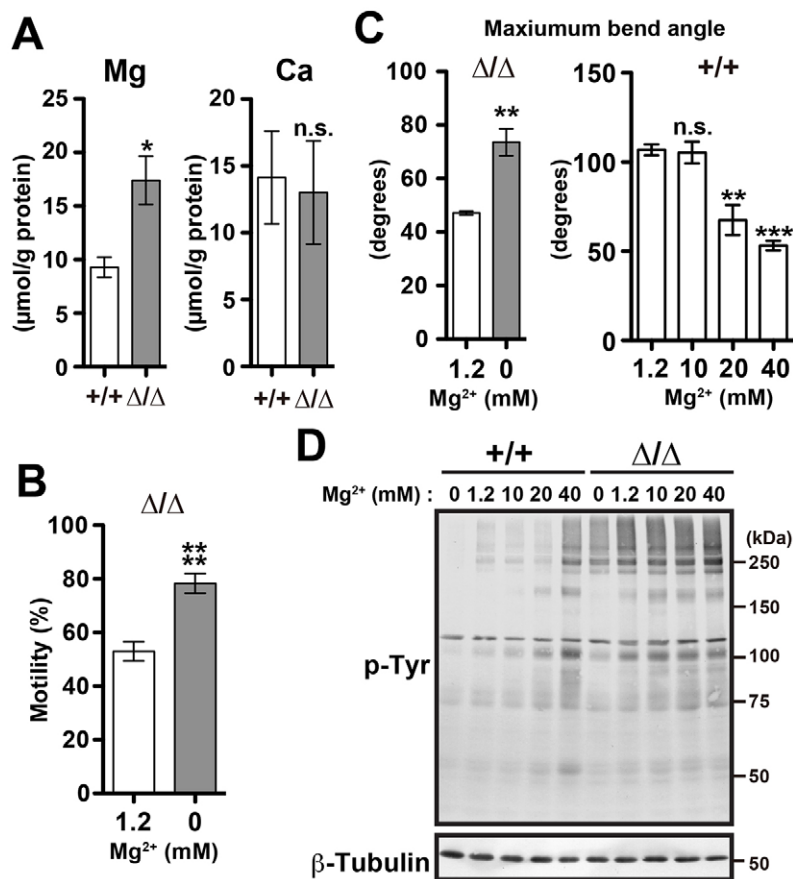 A
Mg
Ca
(µmol/g protein)
25
20
15
10
5
0
*
+/+ Δ/Δ
(µmol/g protein)
20
15
10
5
0
n.s.
+/+ Δ/Δ
C
Maxiumum bend angle
Δ/Δ
(degrees)
100
80
60
40
20
0
**
1.2 0
Mg²⁺ (mM)
+/+
(degrees)
150
100
50
0
n.s.
**
***
1.2 10 20 40
Mg²⁺ (mM)
B
Δ/Δ
Motility (%)
100
80
60
40
20
0
**
**
1.2 0
Mg²⁺ (mM)
D
+/+ Δ/Δ
Mg²⁺ (mM) : 0 1.2 10 20 40 0 1.2 10 20 40
(kDa)
250
150
p-Tyr
100
75
50
β-Tubulin
50